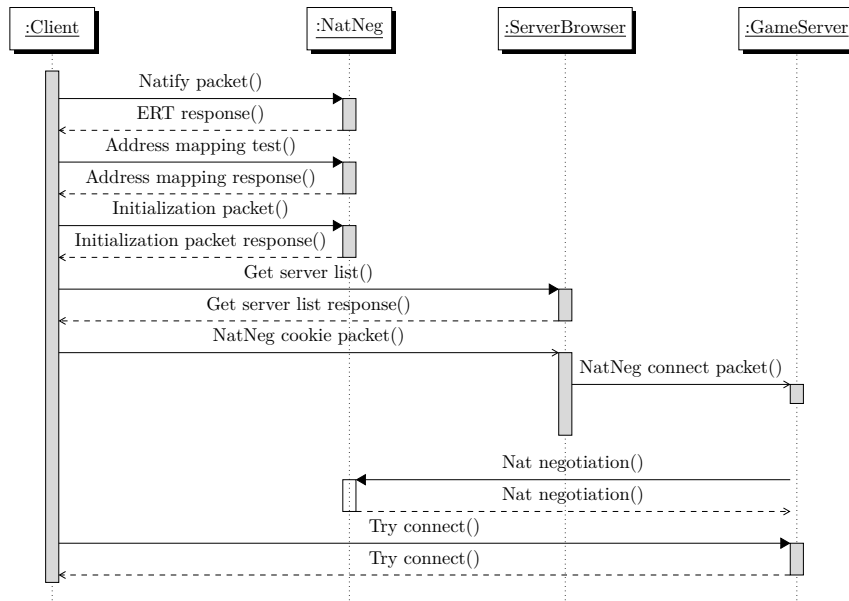 :Client
:NatNeg
:ServerBrowser
:GameServer
Natify packet()
ERT response()
Address mapping test()
Address mapping response()
Initialization packet()
Initialization packet response()
Get server list()
Get server list response()
NatNeg cookie packet()
NatNeg connect packet()
Nat negotiation()
Nat negotiation()
Try connect()
Try connect()